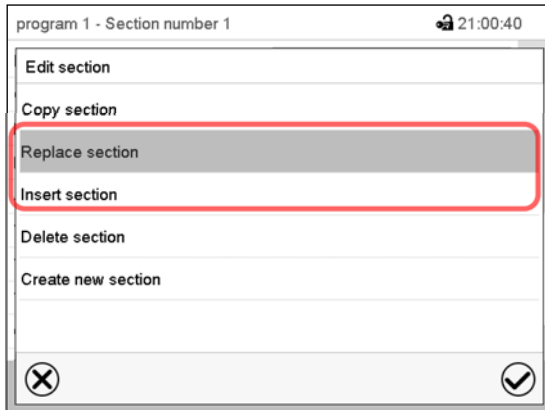 program 1 - Section number 1 21:00:40
Edit section
Copy section
Replace section
Insert section
Delete section
Create new section